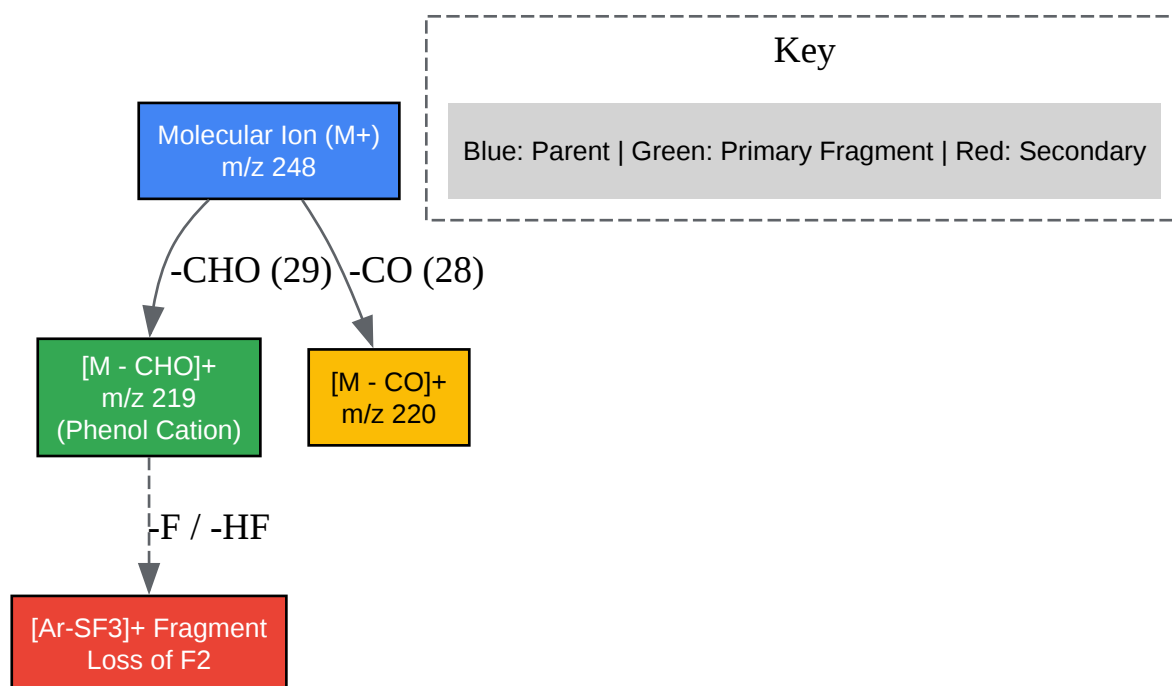 Key
Blue: Parent | Green: Primary Fragment | Red: Secondary
Molecular Ion (M+)
m/z 248
-CHO (29)
-CO (28)
[M - CHO]+
m/z 219
(Phenol Cation)
[M - CO]+
m/z 220
-F / -HF
[Ar-SF3]+ Fragment
Loss of F2